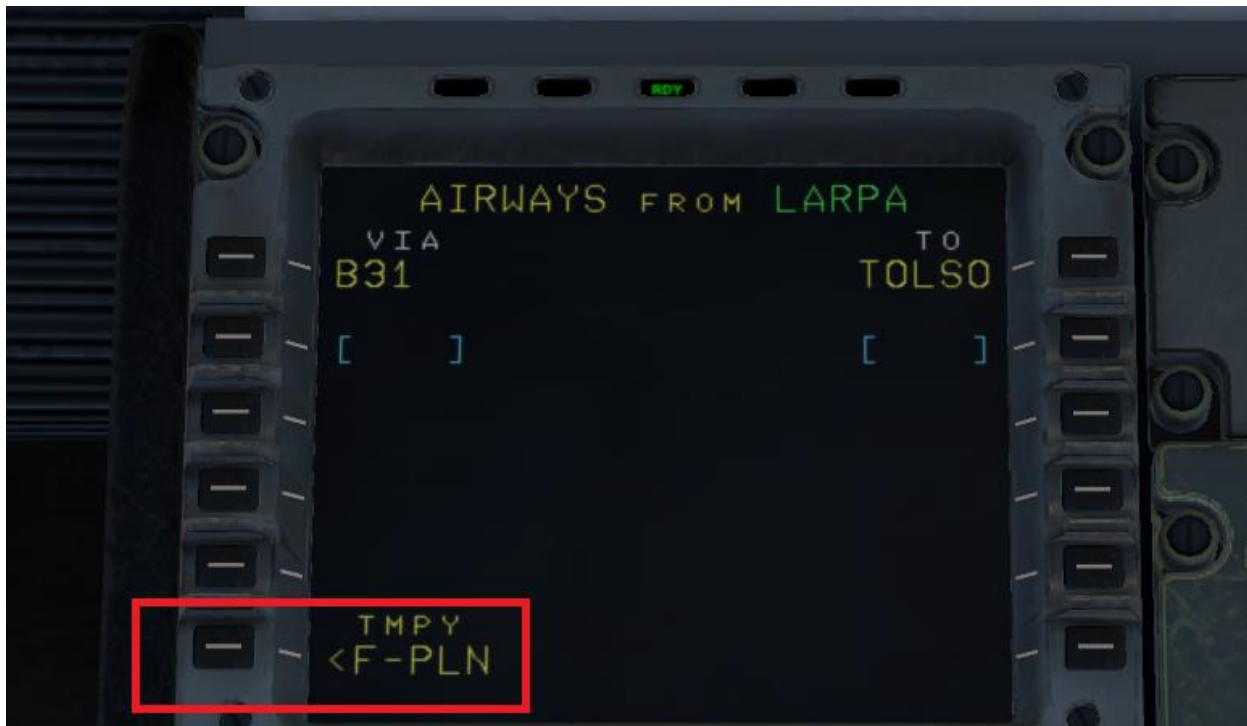 RDY
AIRWAYS FROM LARPA
VIA TO
B31 TOLSO
[ ] [ ]
TMPY
<F-PLN